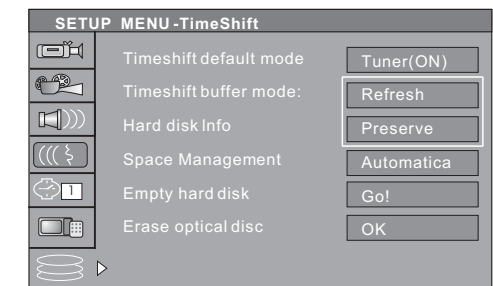 SETUP MENU-TimeShift
Timeshift default mode Tuner(ON)
Timeshift buffer mode: Refresh
Hard disk Info Preserve
Space Management Automatica
Empty hard disk Go!
Erase optical disc OK
1